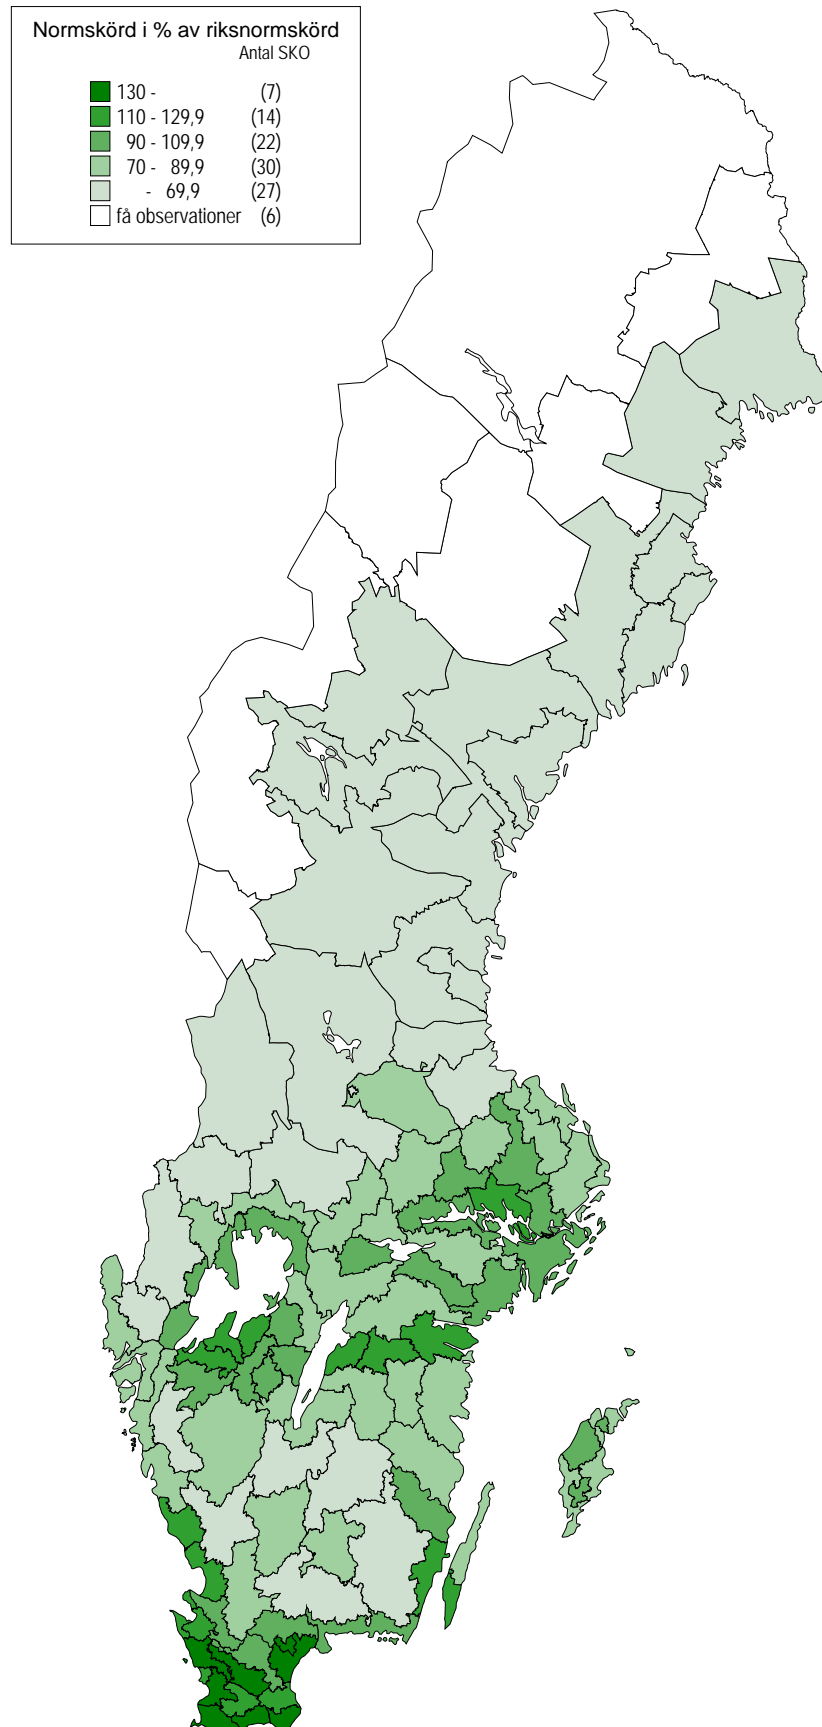 Normskörd i % av riksnormskörd
Antal SKO
130 - (7)
110 - 129,9 (14)
90 - 109,9 (22)
70 - 89,9 (30)
- 69,9 (27)
få observationer (6)